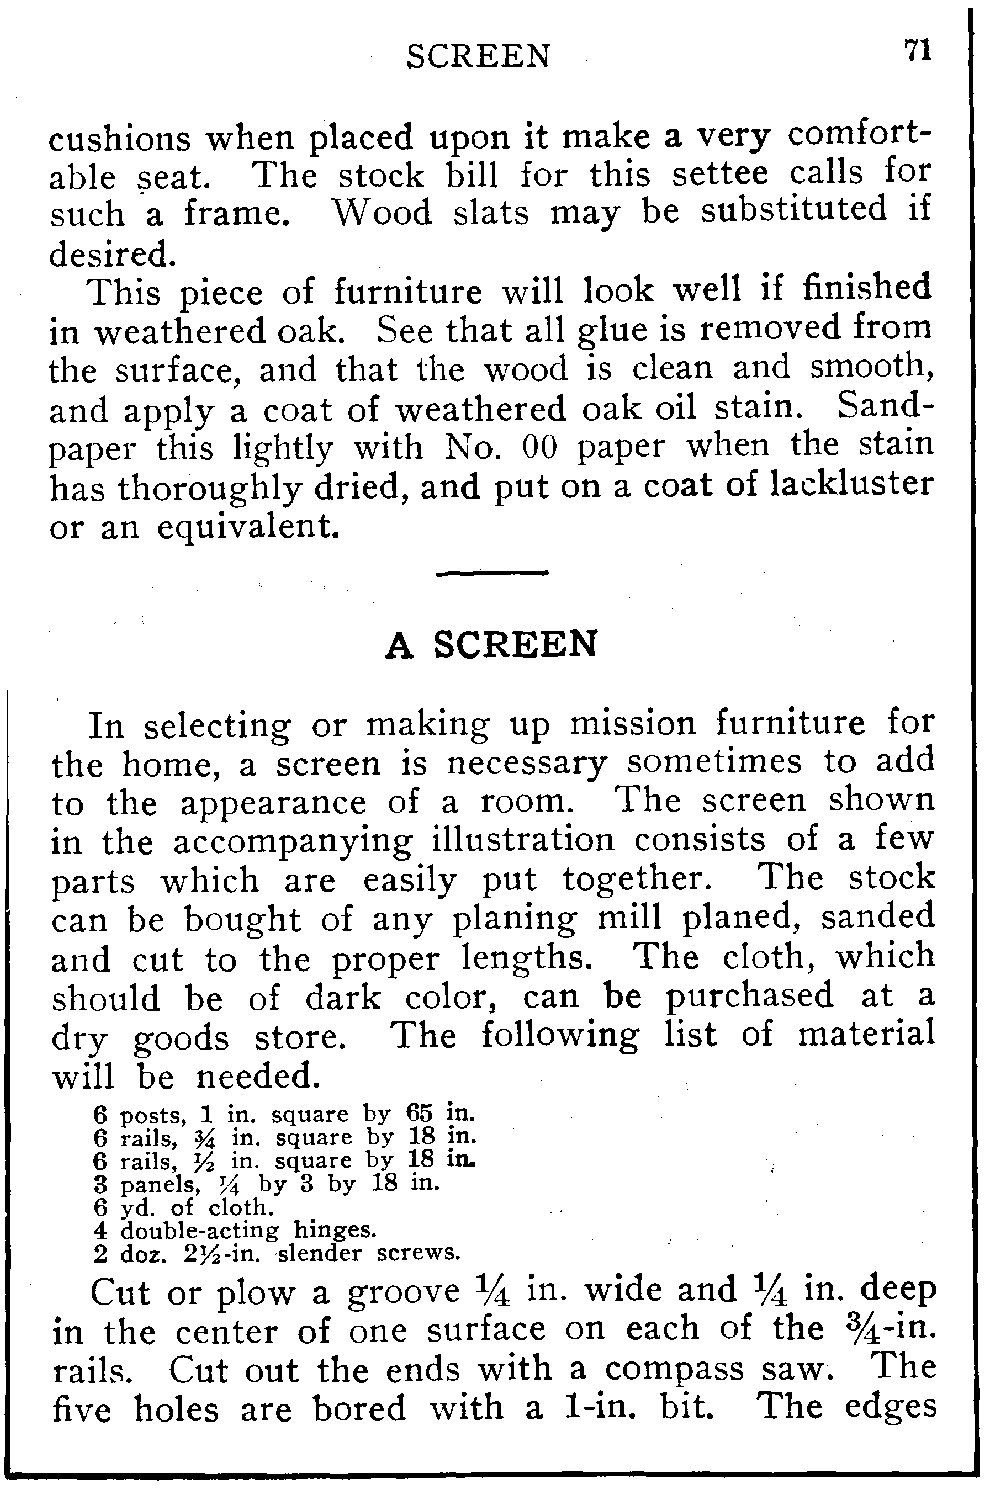 SCREEN 71
cushions when placed upon it make a very comfort-
able seat. The stock bill for this settee calls for
such a frame. Wood slats may be substituted if
desired.
This piece of furniture will look well if finished
in weathered oak. See that all glue is removed from
the surface, and that the wood is clean and smooth,
and apply a coat of weathered oak oil stain. Sand-
paper this lightly with No. 00 paper when the stain
has thoroughly dried, and put on a coat of lackluster
or an equivalent.
A SCREEN
In selecting or making up mission furniture for
the home, a screen is necessary sometimes to add
to the appearance of a room. The screen shown
in the accompanying illustration consists of a few
parts which are easily put together. The stock
can be bought of any planing mill planed, sanded
and cut to the proper lengths. The cloth, which
should be of dark color, can be purchased at a
dry goods store. The following list of material
will be needed.
6 posts, 1 in. square by 65 in.
6 rails, ¾ in. square by 18 in.
6 rails, ½ in. square by 18 in.
3 panels, ¼ by 3 by 18 in.
6 yd. of cloth.
4 double-acting hinges.
2 doz. 2½-in. slender screws.
Cut or plow a groove ¼ in. wide and ¼ in. deep
in the center of one surface on each of the ¾-in.
rails. Cut out the ends with a compass saw. The
five holes are bored with a 1-in. bit. The edges